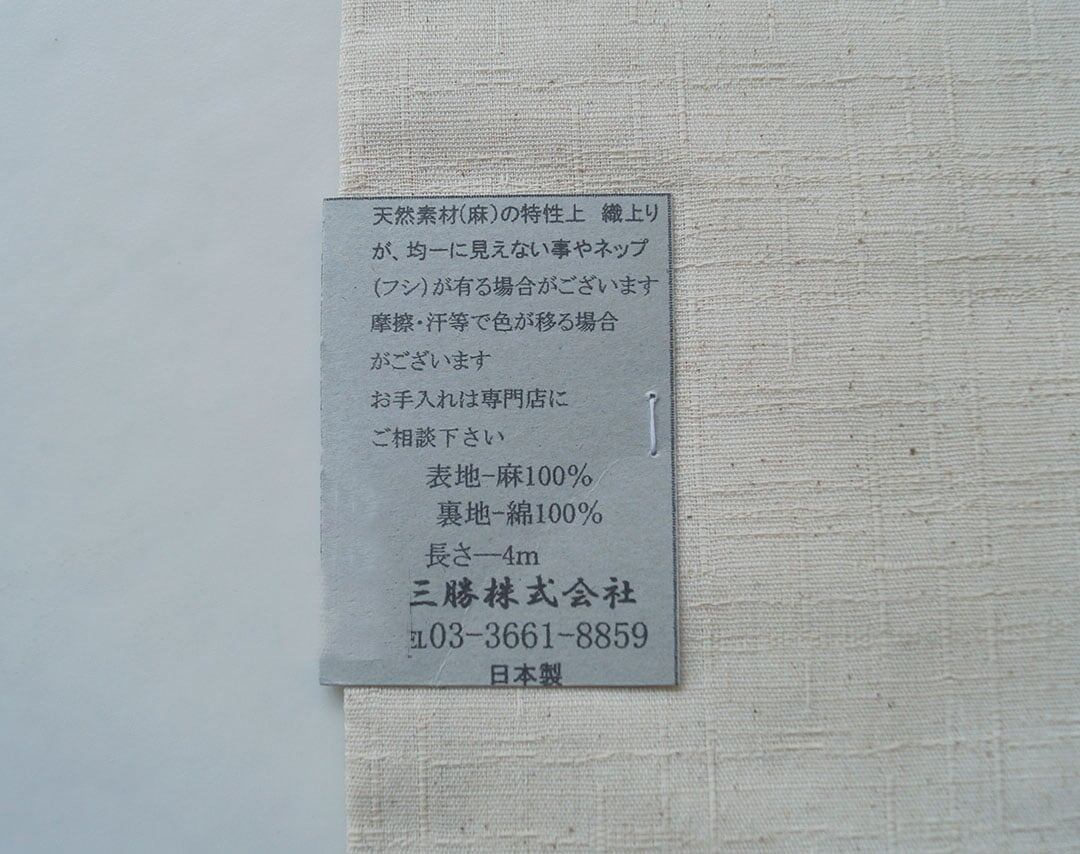 天然素材(麻)の特性上　織上り
が、均一に見えない事やネップ
(フシ)が有る場合がございます
摩擦・汗等で色が移る場合
がございます
お手入れは専門店に
ご相談下さい
表地-麻100%
裏地-綿100%
長さ—4m
三勝株式会社
EL03-3661-8859
日本製